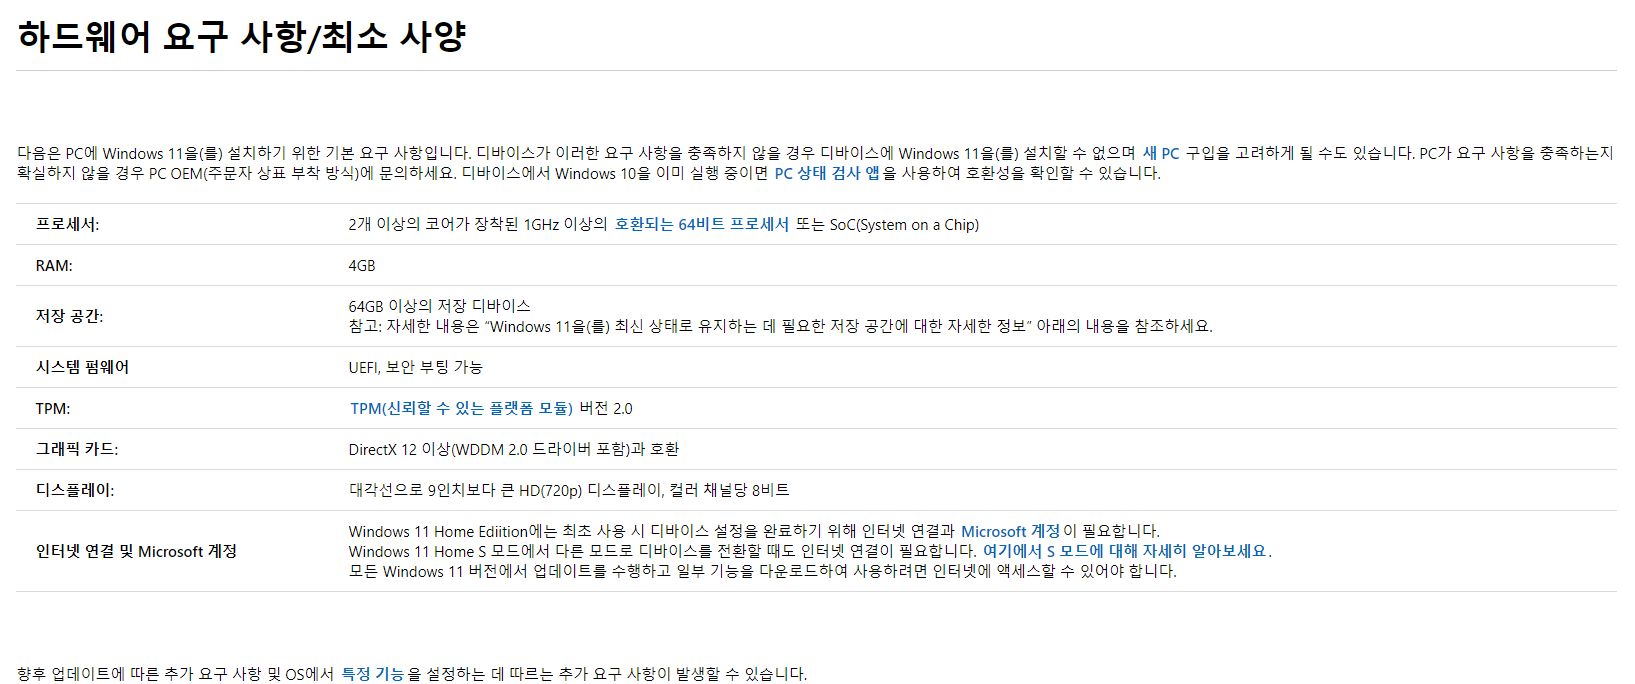 하드웨어 요구 사항/최소 사양
다음은 PC에 Windows 11을(를) 설치하기 위한 기본 요구 사항입니다. 디바이스가 이러한 요구 사항을 충족하지 않을 경우 디바이스에 Windows 11을(를) 설치할 수 없으며 새 PC 구입을 고려하게 될 수도 있습니다. PC가 요구 사항을 충족하는지
확실하지 않을 경우 PC OEM(주문자 상표 부착 방식)에 문의하세요. 디바이스에서 Windows 10을 이미 실행 중이면 PC 상태 검사 앱을 사용하여 호환성을 확인할 수 있습니다.
프로세서: 2개 이상의 코어가 장착된 1GHz 이상의 호환되는 64비트 프로세서 또는 SoC(System on a Chip)
RAM: 4GB
저장 공간: 64GB 이상의 저장 디바이스
참고: 자세한 내용은 “Windows 11을(를) 최신 상태로 유지하는 데 필요한 저장 공간에 대한 자세한 정보” 아래의 내용을 참조하세요.
시스템 펌웨어 UEFI, 보안 부팅 가능
TPM: TPM(신뢰할 수 있는 플랫폼 모듈) 버전 2.0
그래픽 카드: DirectX 12 이상(WDDM 2.0 드라이버 포함)과 호환
디스플레이: 대각선으로 9인치보다 큰 HD(720p) 디스플레이, 컬러 채널당 8비트
인터넷 연결 및 Microsoft 계정 Windows 11 Home Ediition에는 최초 사용 시 디바이스 설정을 완료하기 위해 인터넷 연결과 Microsoft 계정이 필요합니다.
Windows 11 Home S 모드에서 다른 모드로 디바이스를 전환할 때도 인터넷 연결이 필요합니다. 여기에서 S 모드에 대해 자세히 알아보세요.
모든 Windows 11 버전에서 업데이트를 수행하고 일부 기능을 다운로드하여 사용하려면 인터넷에 액세스할 수 있어야 합니다.
향후 업데이트에 따른 추가 요구 사항 및 OS에서 특정 기능을 설정하는 데 따르는 추가 요구 사항이 발생할 수 있습니다.